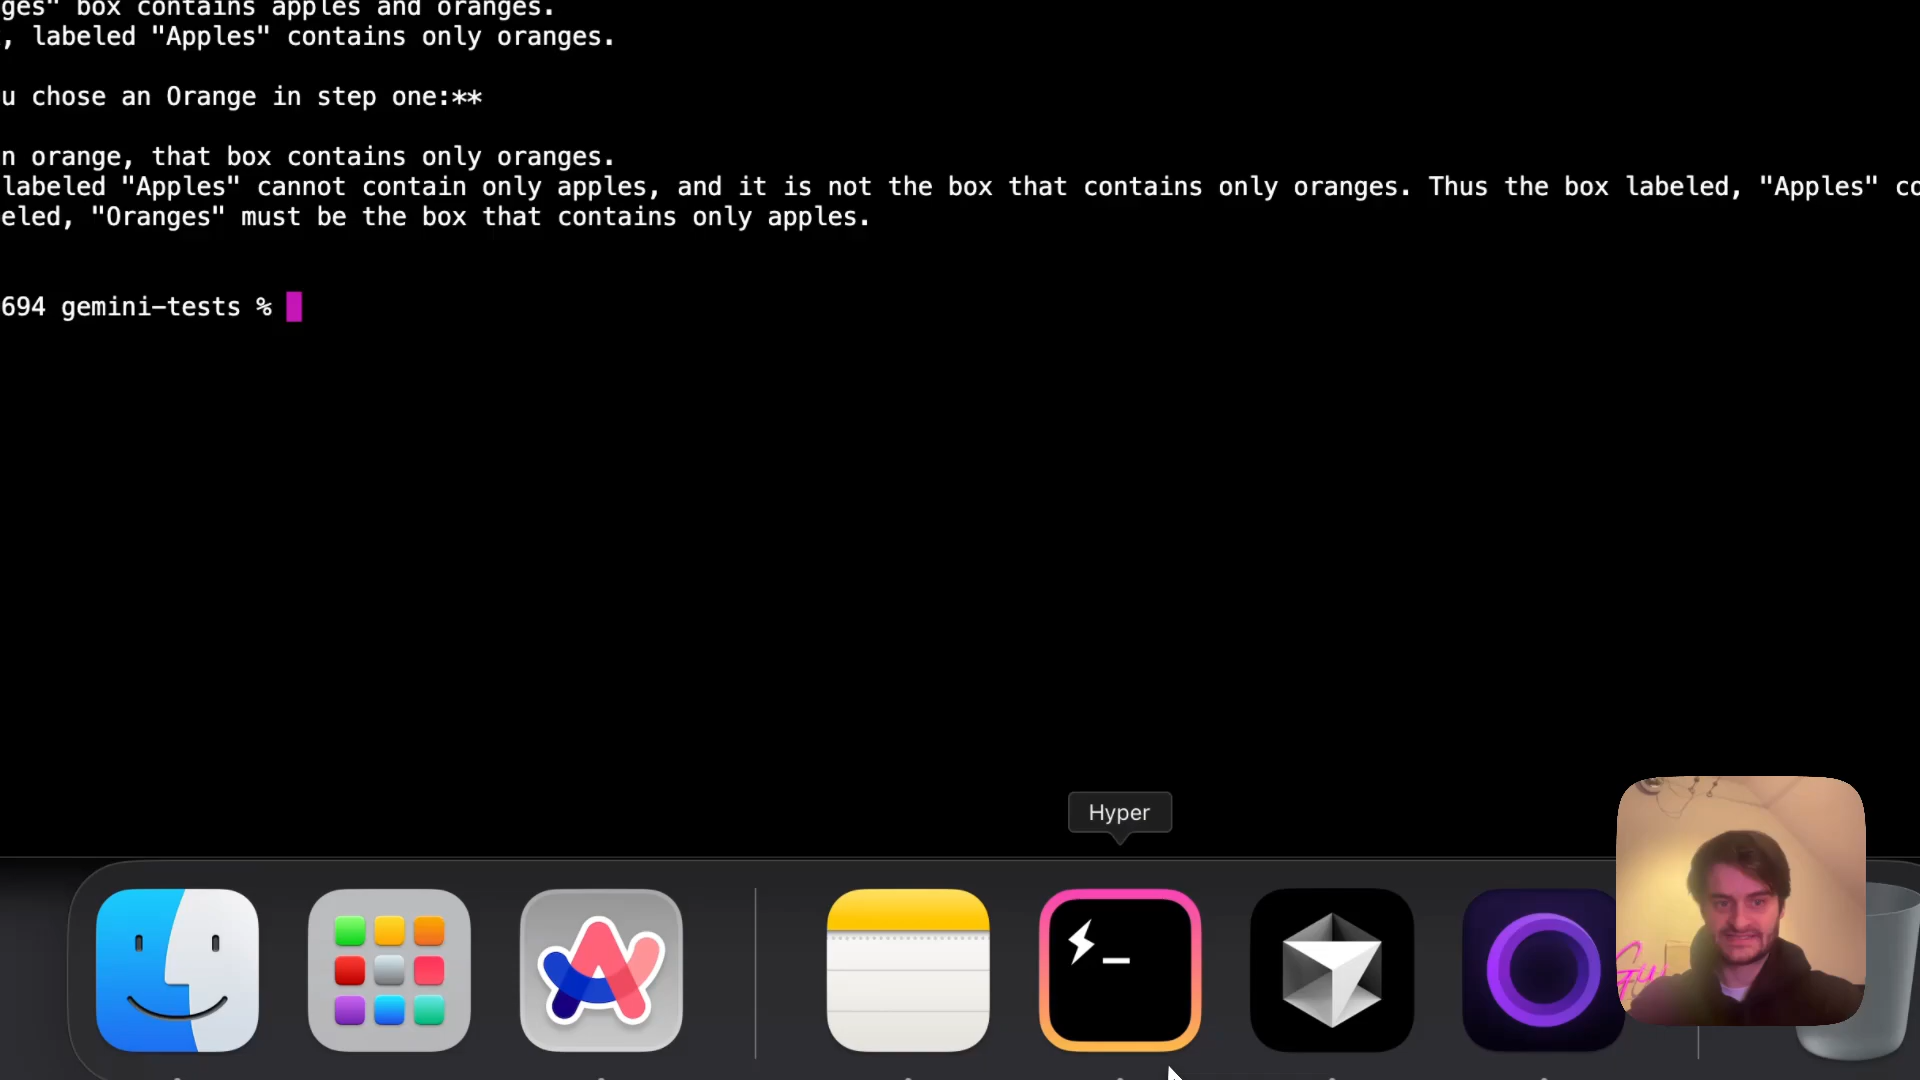 ges" box contains apples and oranges.
, labeled "Apples" contains only oranges.
u chose an Orange in step one:**
n orange, that box contains only oranges.
labeled "Apples" cannot contain only apples, and it is not the box that contains only oranges. Thus the box labeled, "Apples" co
eled, "Oranges" must be the box that contains only apples.
694 gemini-tests %
Hyper